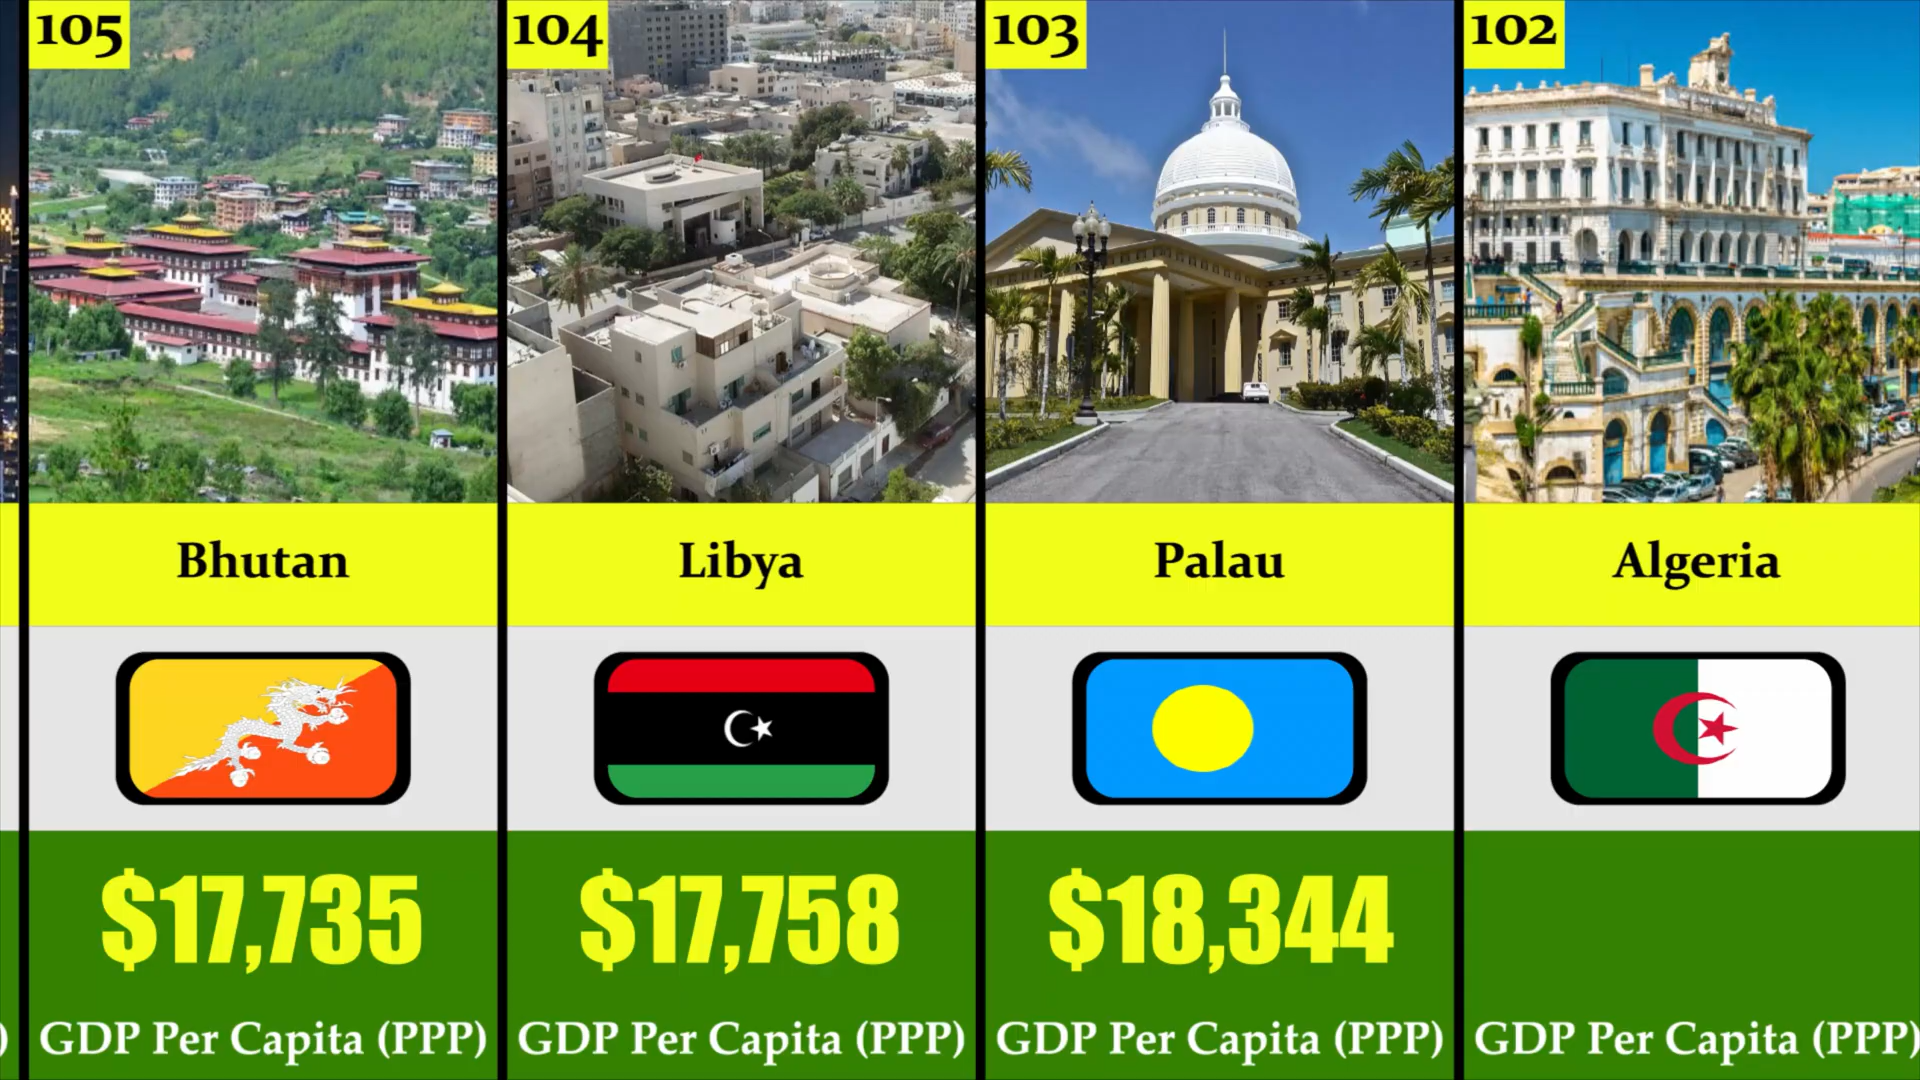 105
104
103
102
Bhutan
Libya
Palau
Algeria
$17,735
$17,758
$18,344
)
GDP Per Capita (PPP)
GDP Per Capita (PPP)
GDP Per Capita (PPP)
GDP Per Capita (PPP)